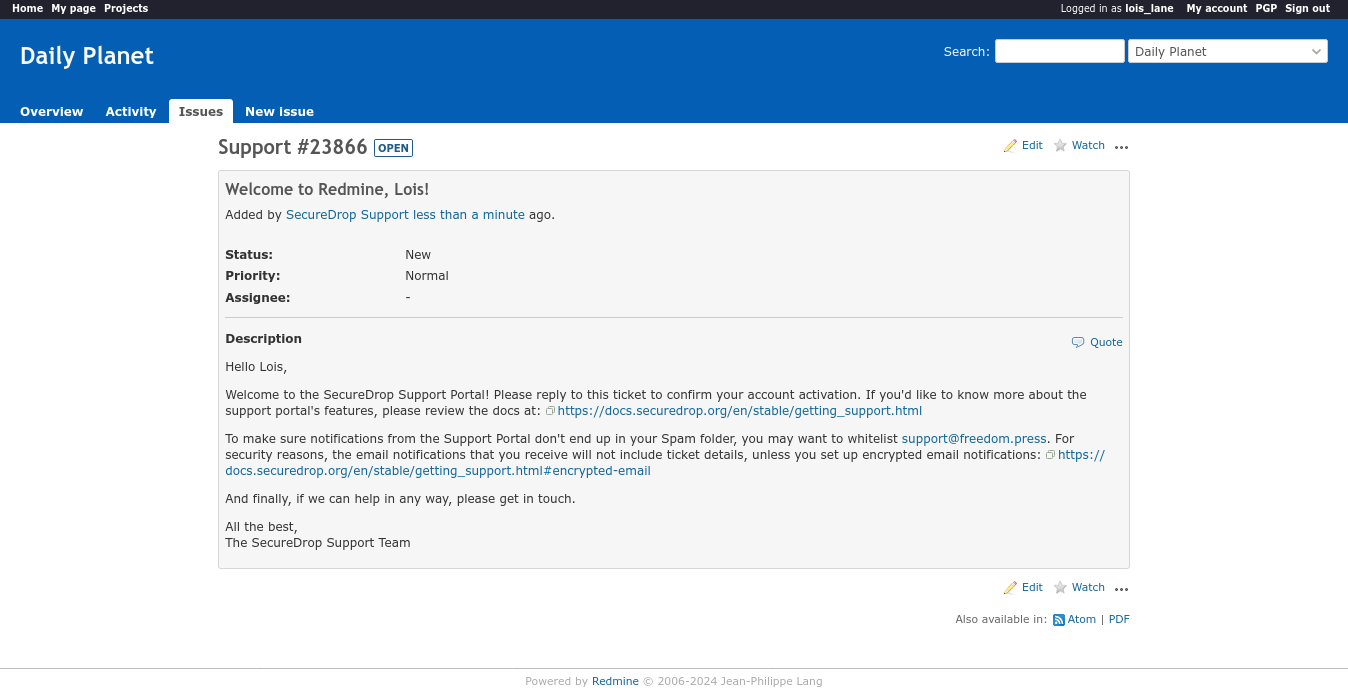 Home My page Projects
Logged in as lois_lane My account PGP Sign out
Daily Planet
Search: Daily Planet
Overview Activity Issues New issue
Support #23866 OPEN
Edit Watch •••
Welcome to Redmine, Lois!
Added by SecureDrop Support less than a minute ago.
Status: New
Priority: Normal
Assignee: -
Description
Quote
Hello Lois,
Welcome to the SecureDrop Support Portal! Please reply to this ticket to confirm your account activation. If you'd like to know more about the
support portal's features, please review the docs at: https://docs.securedrop.org/en/stable/getting_support.html
To make sure notifications from the Support Portal don't end up in your Spam folder, you may want to whitelist support@freedom.press. For
security reasons, the email notifications that you receive will not include ticket details, unless you set up encrypted email notifications: https://
docs.securedrop.org/en/stable/getting_support.html#encrypted-email
And finally, if we can help in any way, please get in touch.
All the best,
The SecureDrop Support Team
Edit Watch •••
Also available in: Atom | PDF
Powered by Redmine © 2006-2024 Jean-Philippe Lang